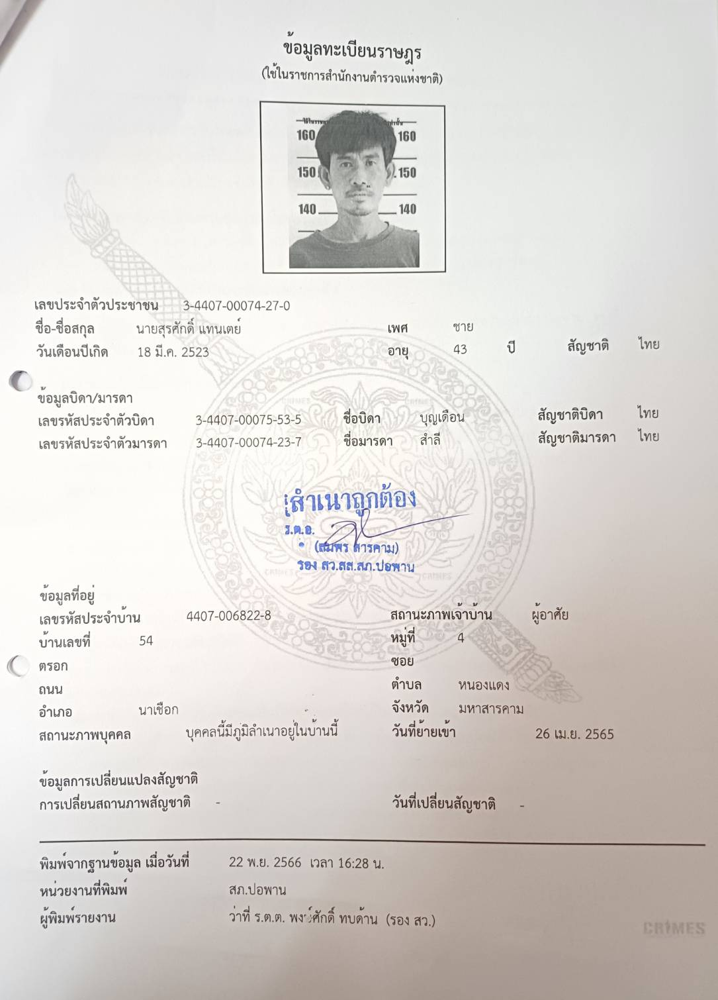 ข้อมูลทะเบียนราษฎร
(ใช้ในราชการสำนักงานตำรวจแห่งชาติ)
160 160
150 150
140 140
เลขประจำตัวประชาชน 3-4407-00074-27-0
ชื่อ-ชื่อสกุล นายสุรศักดิ์ แทนเตย์ เพศ ชาย
วันเดือนปีเกิด 18 มี.ค. 2523 อายุ 43 ปี สัญชาติ ไทย
ข้อมูลบิดา/มารดา
เลขรหัสประจำตัวบิดา 3-4407-00075-53-5 ชื่อบิดา บุญเดือน สัญชาติบิดา ไทย
เลขรหัสประจำตัวมารดา 3-4407-00074-23-7 ชื่อมารดา สำลี สัญชาติมารดา ไทย
สำเนาถูกต้อง
ร.ต.อ.
(สมพร สารคาม)
รอง สว.สส.สภ.ปอพาน
ข้อมูลที่อยู่
เลขรหัสประจำบ้าน 4407-006822-8 สถานะภาพเจ้าบ้าน ผู้อาศัย
บ้านเลขที่ 54 หมู่ที่ 4
ตรอก ซอย
ถนน ตำบล หนองแดง
อำเภอ นาเชือก จังหวัด มหาสารคาม
สถานะภาพบุคคล บุคคลนี้มีภูมิลำเนาอยู่ในบ้านนี้ วันที่ย้ายเข้า 26 เม.ย. 2565
ข้อมูลการเปลี่ยนแปลงสัญชาติ
การเปลี่ยนสถานภาพสัญชาติ - วันที่เปลี่ยนสัญชาติ -
พิมพ์จากฐานข้อมูล เมื่อวันที่ 22 พ.ย. 2566 เวลา 16:28 น.
หน่วยงานที่พิมพ์ สภ.ปอพาน
ผู้พิมพ์รายงาน ว่าที่ ร.ต.ต. พงษ์ศักดิ์ ทบด้าน (รอง สว.)
CRIMES